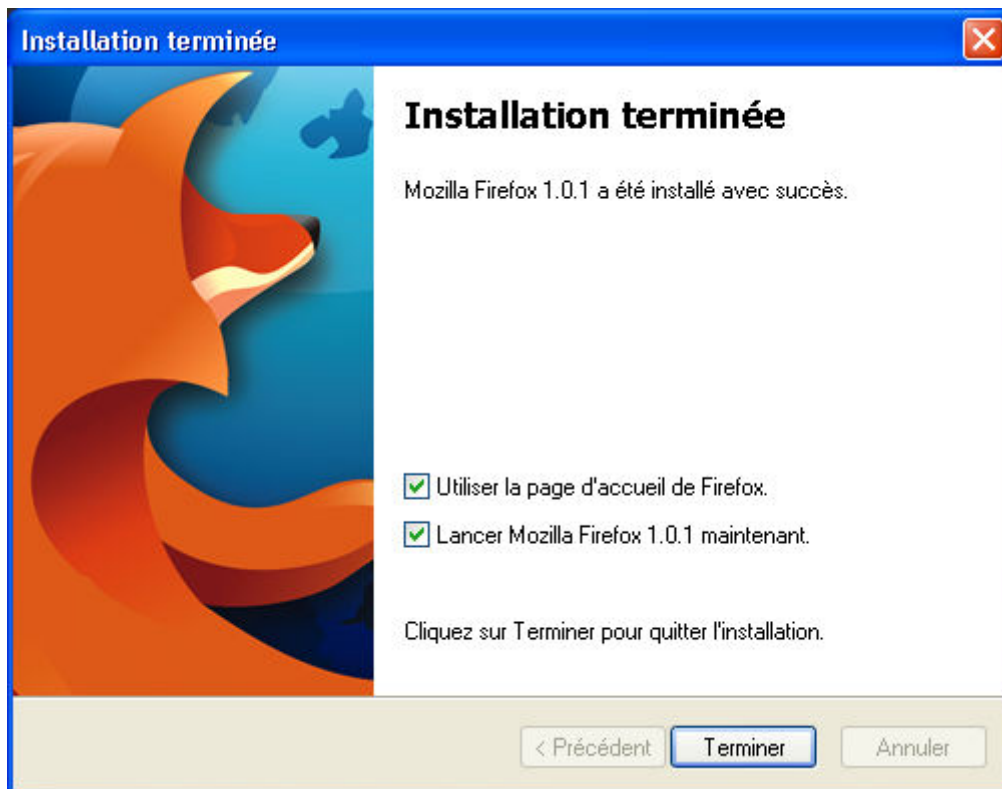 Installation terminée
Installation terminée
Mozilla Firefox 1.0.1 a été installé avec succès.
Utiliser la page d'accueil de Firefox.
Lancer Mozilla Firefox 1.0.1 maintenant.
Cliquez sur Terminer pour quitter l'installation.
< Précédent Terminer Annuler